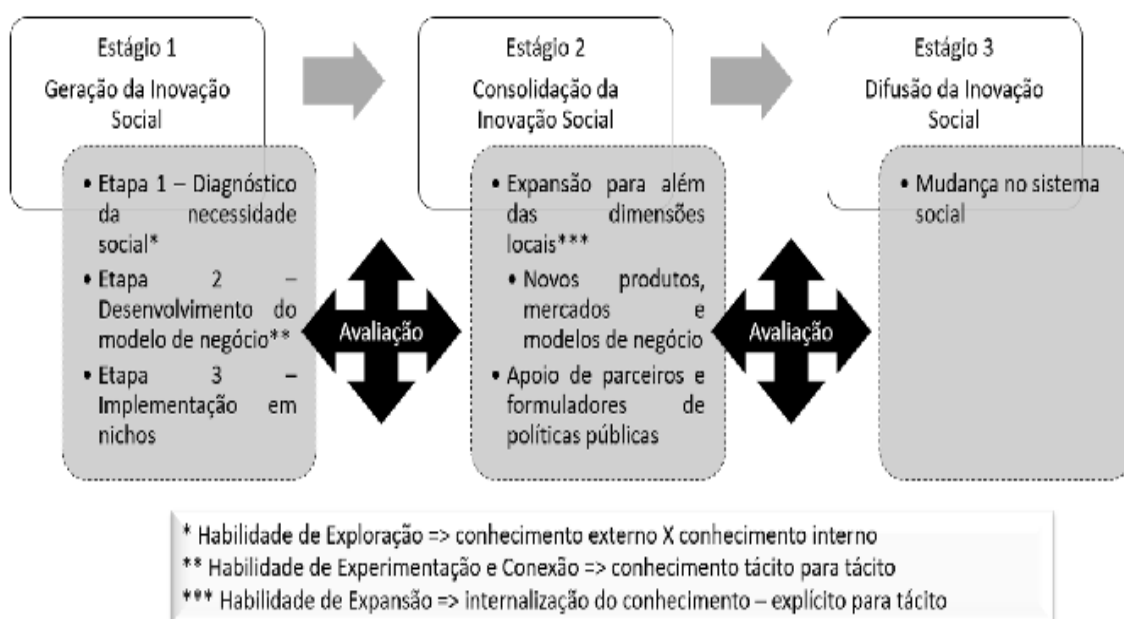 Estágio 1
Geração da Inovação
Social
• Etapa 1 – Diagnóstico
da necessidade
social*
• Etapa 2 –
Desenvolvimento do
modelo de negócio**
• Etapa 3 –
Implementação em
nichos
Avaliação
Estágio 2
Consolidação da
Inovação Social
• Expansão para além
das dimensões
locais***
• Novos produtos,
mercados e
modelos de negócio
• Apoio de parceiros e
formuladores de
políticas públicas
Avaliação
Estágio 3
Difusão da Inovação
Social
• Mudança no sistema
social
* Habilidade de Exploração => conhecimento externo X conhecimento interno
** Habilidade de Experimentação e Conexão => conhecimento tácito para tácito
*** Habilidade de Expansão => internalização do conhecimento – explícito para tácito